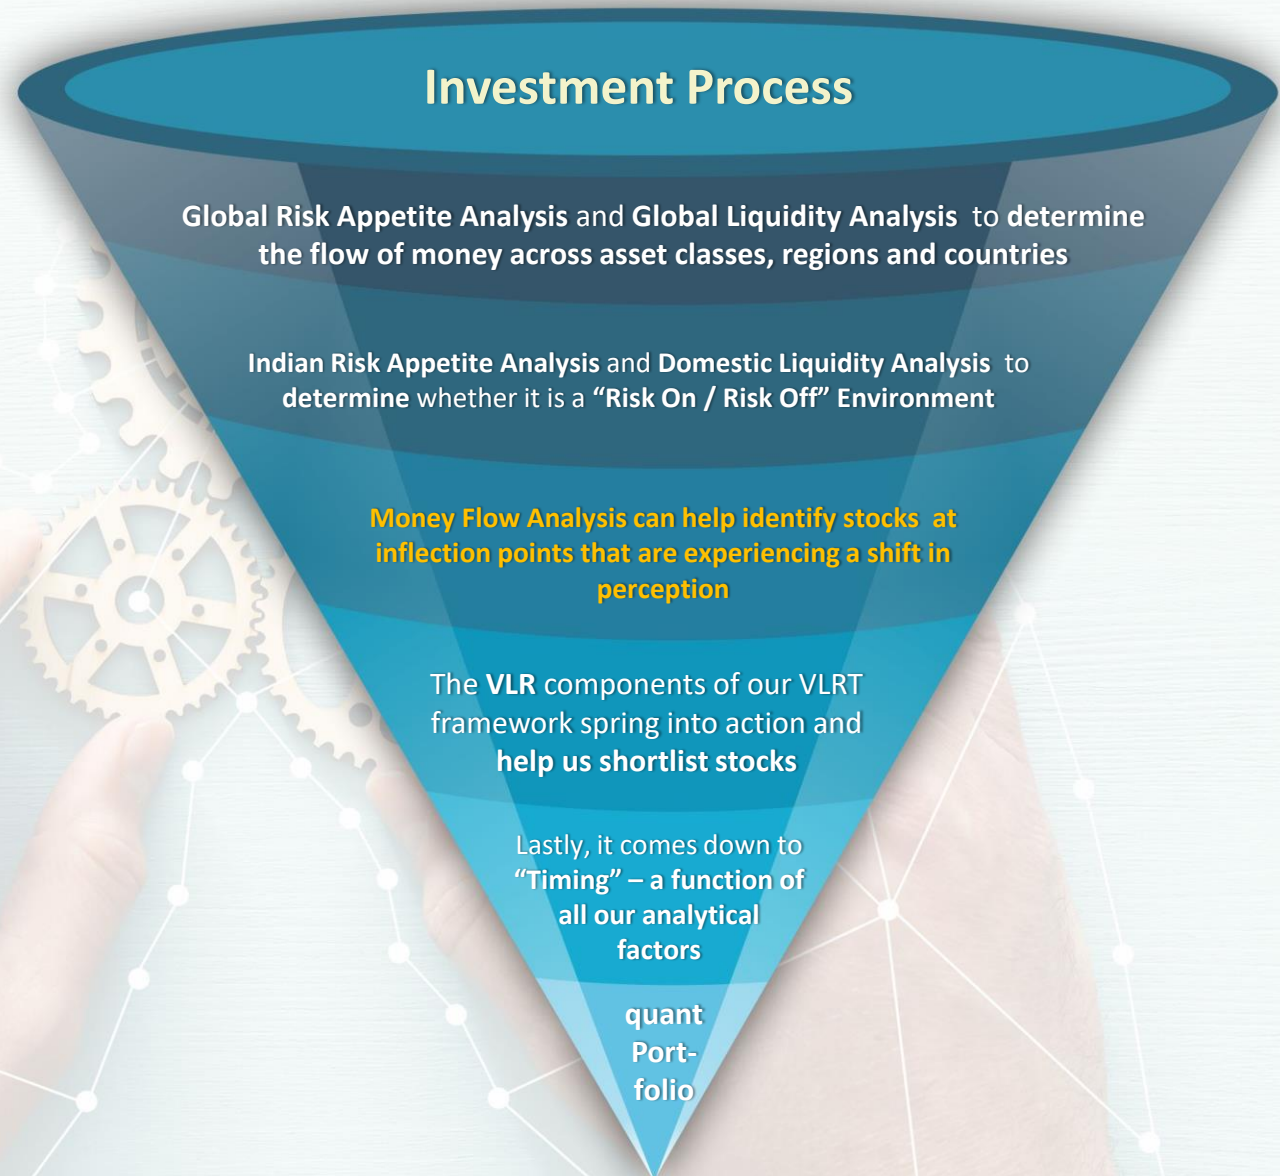 Investment Process
Global Risk Appetite Analysis and Global Liquidity Analysis to determine
the flow of money across asset classes, regions and countries
Indian Risk Appetite Analysis and Domestic Liquidity Analysis to
determine whether it is a “Risk On / Risk Off” Environment
Money Flow Analysis can help identify stocks at
inflection points that are experiencing a shift in
perception
The VLR components of our VLRT
framework spring into action and
help us shortlist stocks
Lastly, it comes down to
“Timing” – a function of
all our analytical
factors
quant
Port-
folio